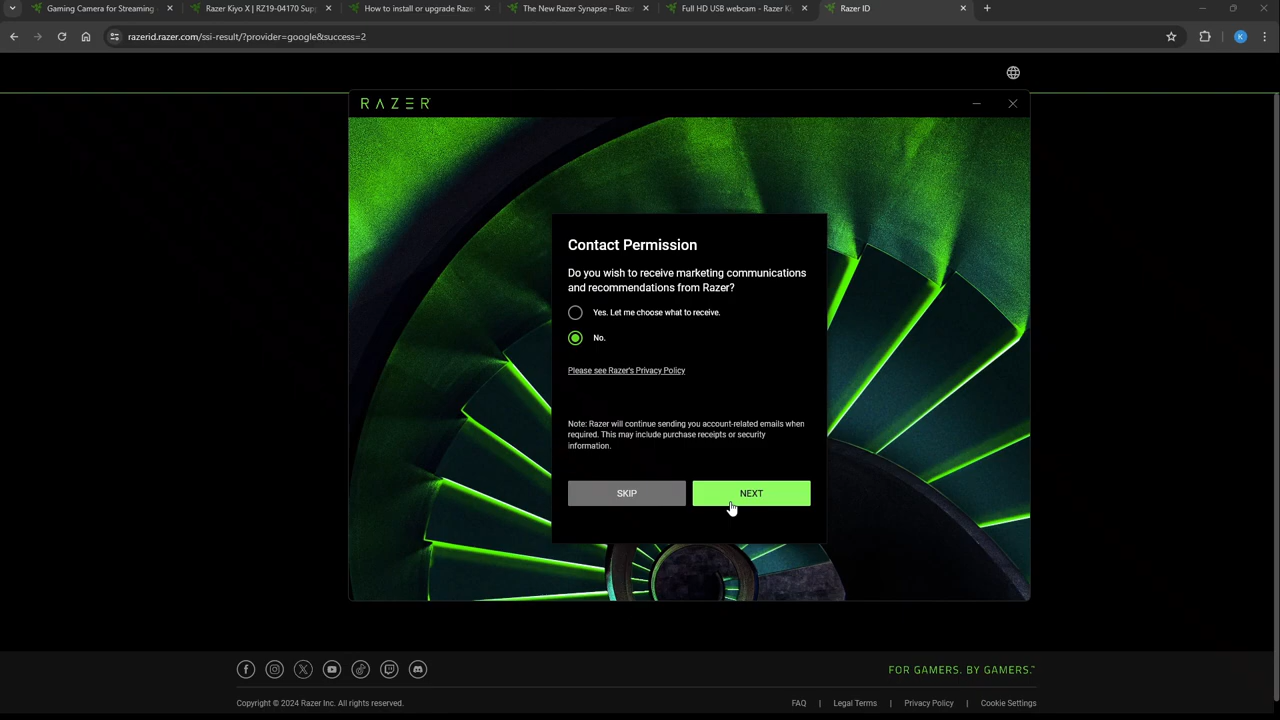 Gaming Camera for Streaming
Razer Kiyo X | RZ19-04170 Sup
How to install or upgrade Raze
The New Razer Synapse – Raze
Full HD USB webcam - Razer K
Razer ID
razerid.razer.com/ssi-result/?provider=google&success=2
K
RAZER
Contact Permission
Do you wish to receive marketing communications
and recommendations from Razer?
Yes. Let me choose what to receive.
No.
Please see Razer's Privacy Policy
Note: Razer will continue sending you account-related emails when
required. This may include purchase receipts or security
information.
SKIP
NEXT
FOR GAMERS. BY GAMERS.™
Copyright © 2024 Razer Inc. All rights reserved.
FAQ | Legal Terms | Privacy Policy | Cookie Settings